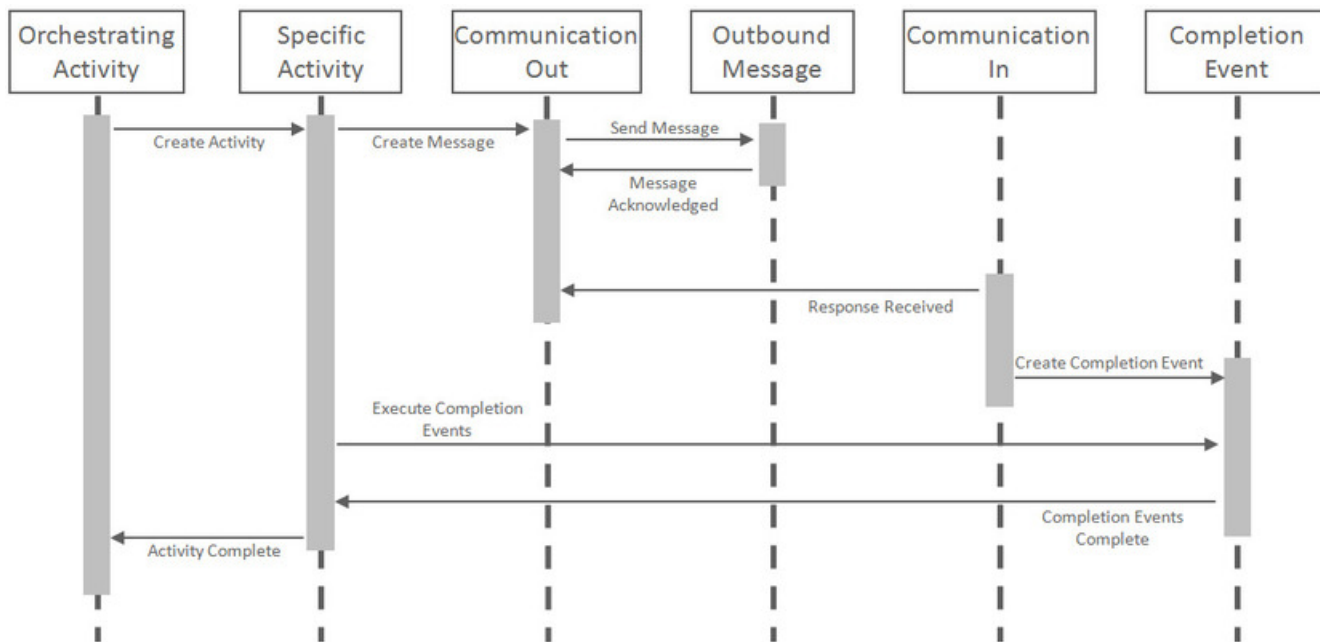 Orchestrating
Activity
Specific
Activity
Communication
Out
Outbound
Message
Communication
In
Completion
Event
Create Activity
Create Message
Send Message
Message
Acknowledged
Response Received
Create Completion Event
Execute Completion
Events
Completion Events
Complete
Activity Complete